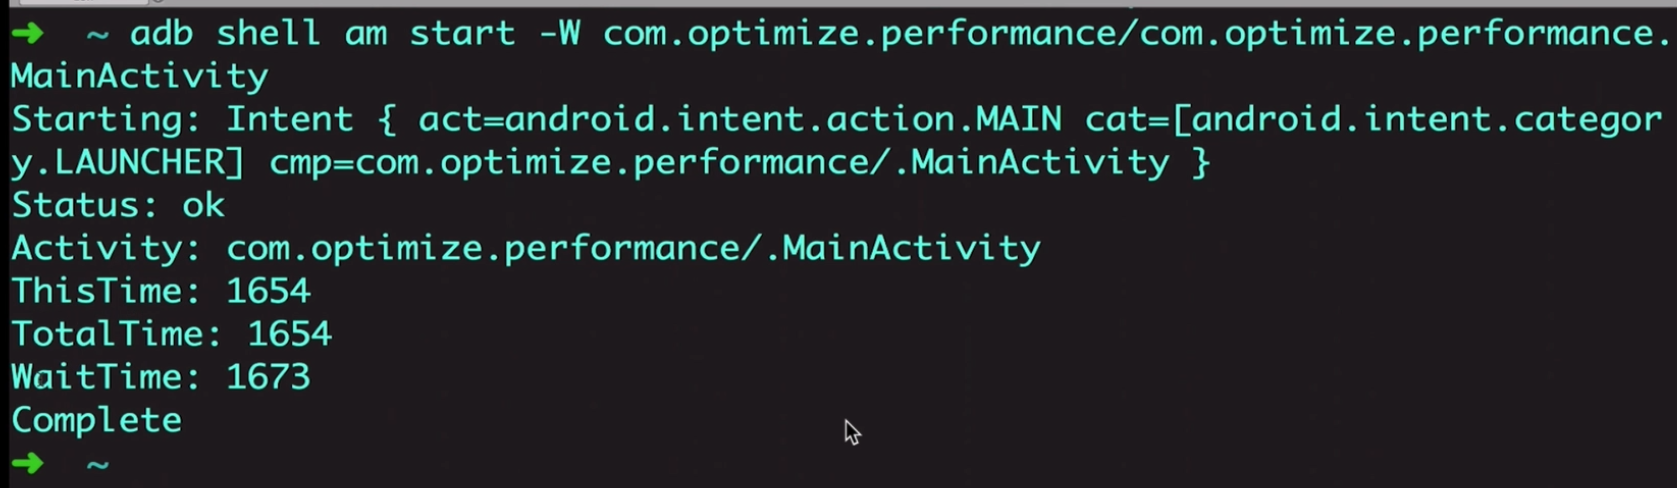 ➜  ~ adb shell am start -W com.optimize.performance/com.optimize.performance.
MainActivity
Starting: Intent { act=android.intent.action.MAIN cat=[android.intent.categor
y.LAUNCHER] cmp=com.optimize.performance/.MainActivity }
Status: ok
Activity: com.optimize.performance/.MainActivity
ThisTime: 1654
TotalTime: 1654
WaitTime: 1673
Complete
➜  ~